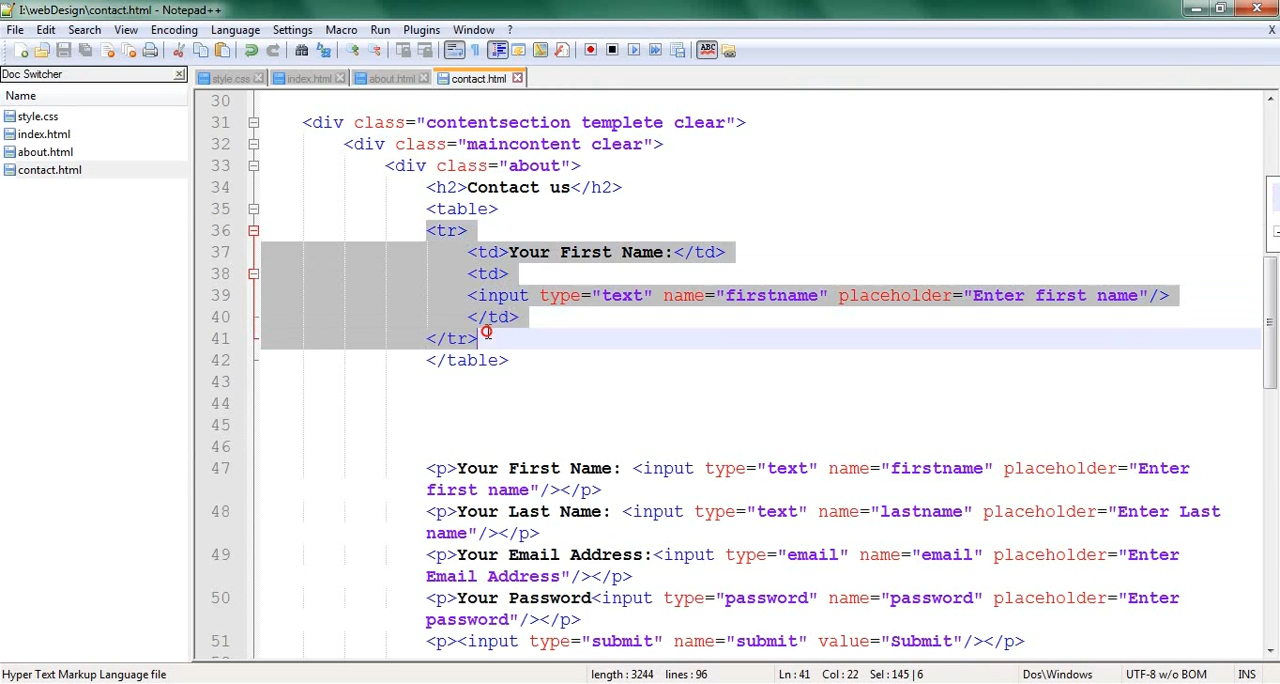 I:\webDesign\contact.html - Notepad++
File Edit Search View Encoding Language Settings Macro Run Plugins Window ? X
Doc Switcher
style.css index.html about.html contact.html
Name
style.css
index.html
about.html
contact.html
30
31 <div class="contentsection templete clear">
32 <div class="maincontent clear">
33 <div class="about">
34 <h2>Contact us</h2>
35 <table>
36 <tr>
37 <td>Your First Name:</td>
38 <td>
39 <input type="text" name="firstname" placeholder="Enter first name"/>
40 </td>
41 </tr>
42 </table>
43
44
45
46
47 <p>Your First Name: <input type="text" name="firstname" placeholder="Enter
first name"/></p>
48 <p>Your Last Name: <input type="text" name="lastname" placeholder="Enter Last
name"/></p>
49 <p>Your Email Address:<input type="email" name="email" placeholder="Enter
Email Address"/></p>
50 <p>Your Password<input type="password" name="password" placeholder="Enter
password"/></p>
51 <p><input type="submit" name="submit" value="Submit"/></p>
Hyper Text Markup Language file length : 3244 lines : 96 Ln : 41 Col : 22 Sel : 145 | 6 Dos\Windows UTF-8 w/o BOM INS